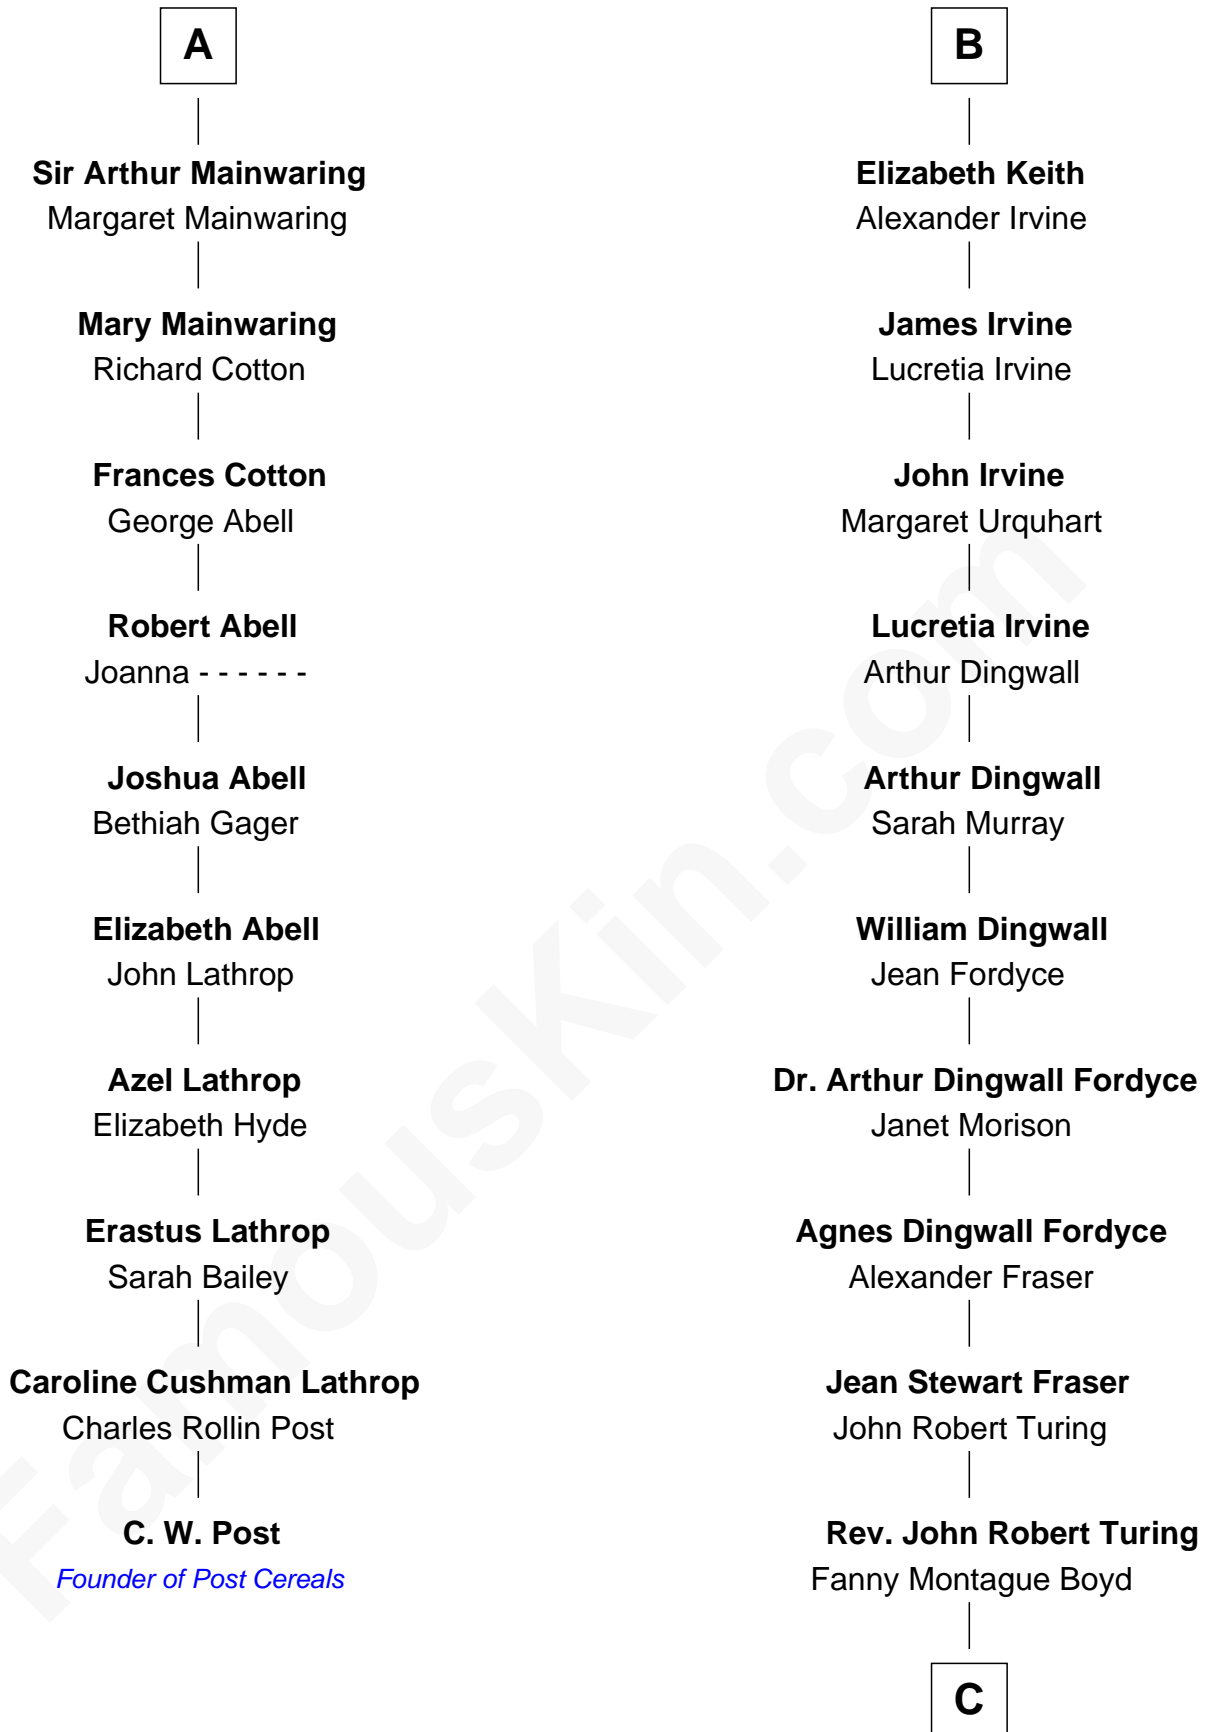 A
Sir Arthur Mainwaring
Margaret Mainwaring
Mary Mainwaring
Richard Cotton
Frances Cotton
George Abell
Robert Abell
Joanna - - - - - -
Joshua Abell
Bethiah Gager
Elizabeth Abell
John Lathrop
Azel Lathrop
Elizabeth Hyde
Erastus Lathrop
Sarah Bailey
Caroline Cushman Lathrop
Charles Rollin Post
C. W. Post
Founder of Post Cereals
B
Elizabeth Keith
Alexander Irvine
James Irvine
Lucretia Irvine
John Irvine
Margaret Urquhart
Lucretia Irvine
Arthur Dingwall
Arthur Dingwall
Sarah Murray
William Dingwall
Jean Fordyce
Dr. Arthur Dingwall Fordyce
Janet Morison
Agnes Dingwall Fordyce
Alexander Fraser
Jean Stewart Fraser
John Robert Turing
Rev. John Robert Turing
Fanny Montague Boyd
C
FamousKin.com